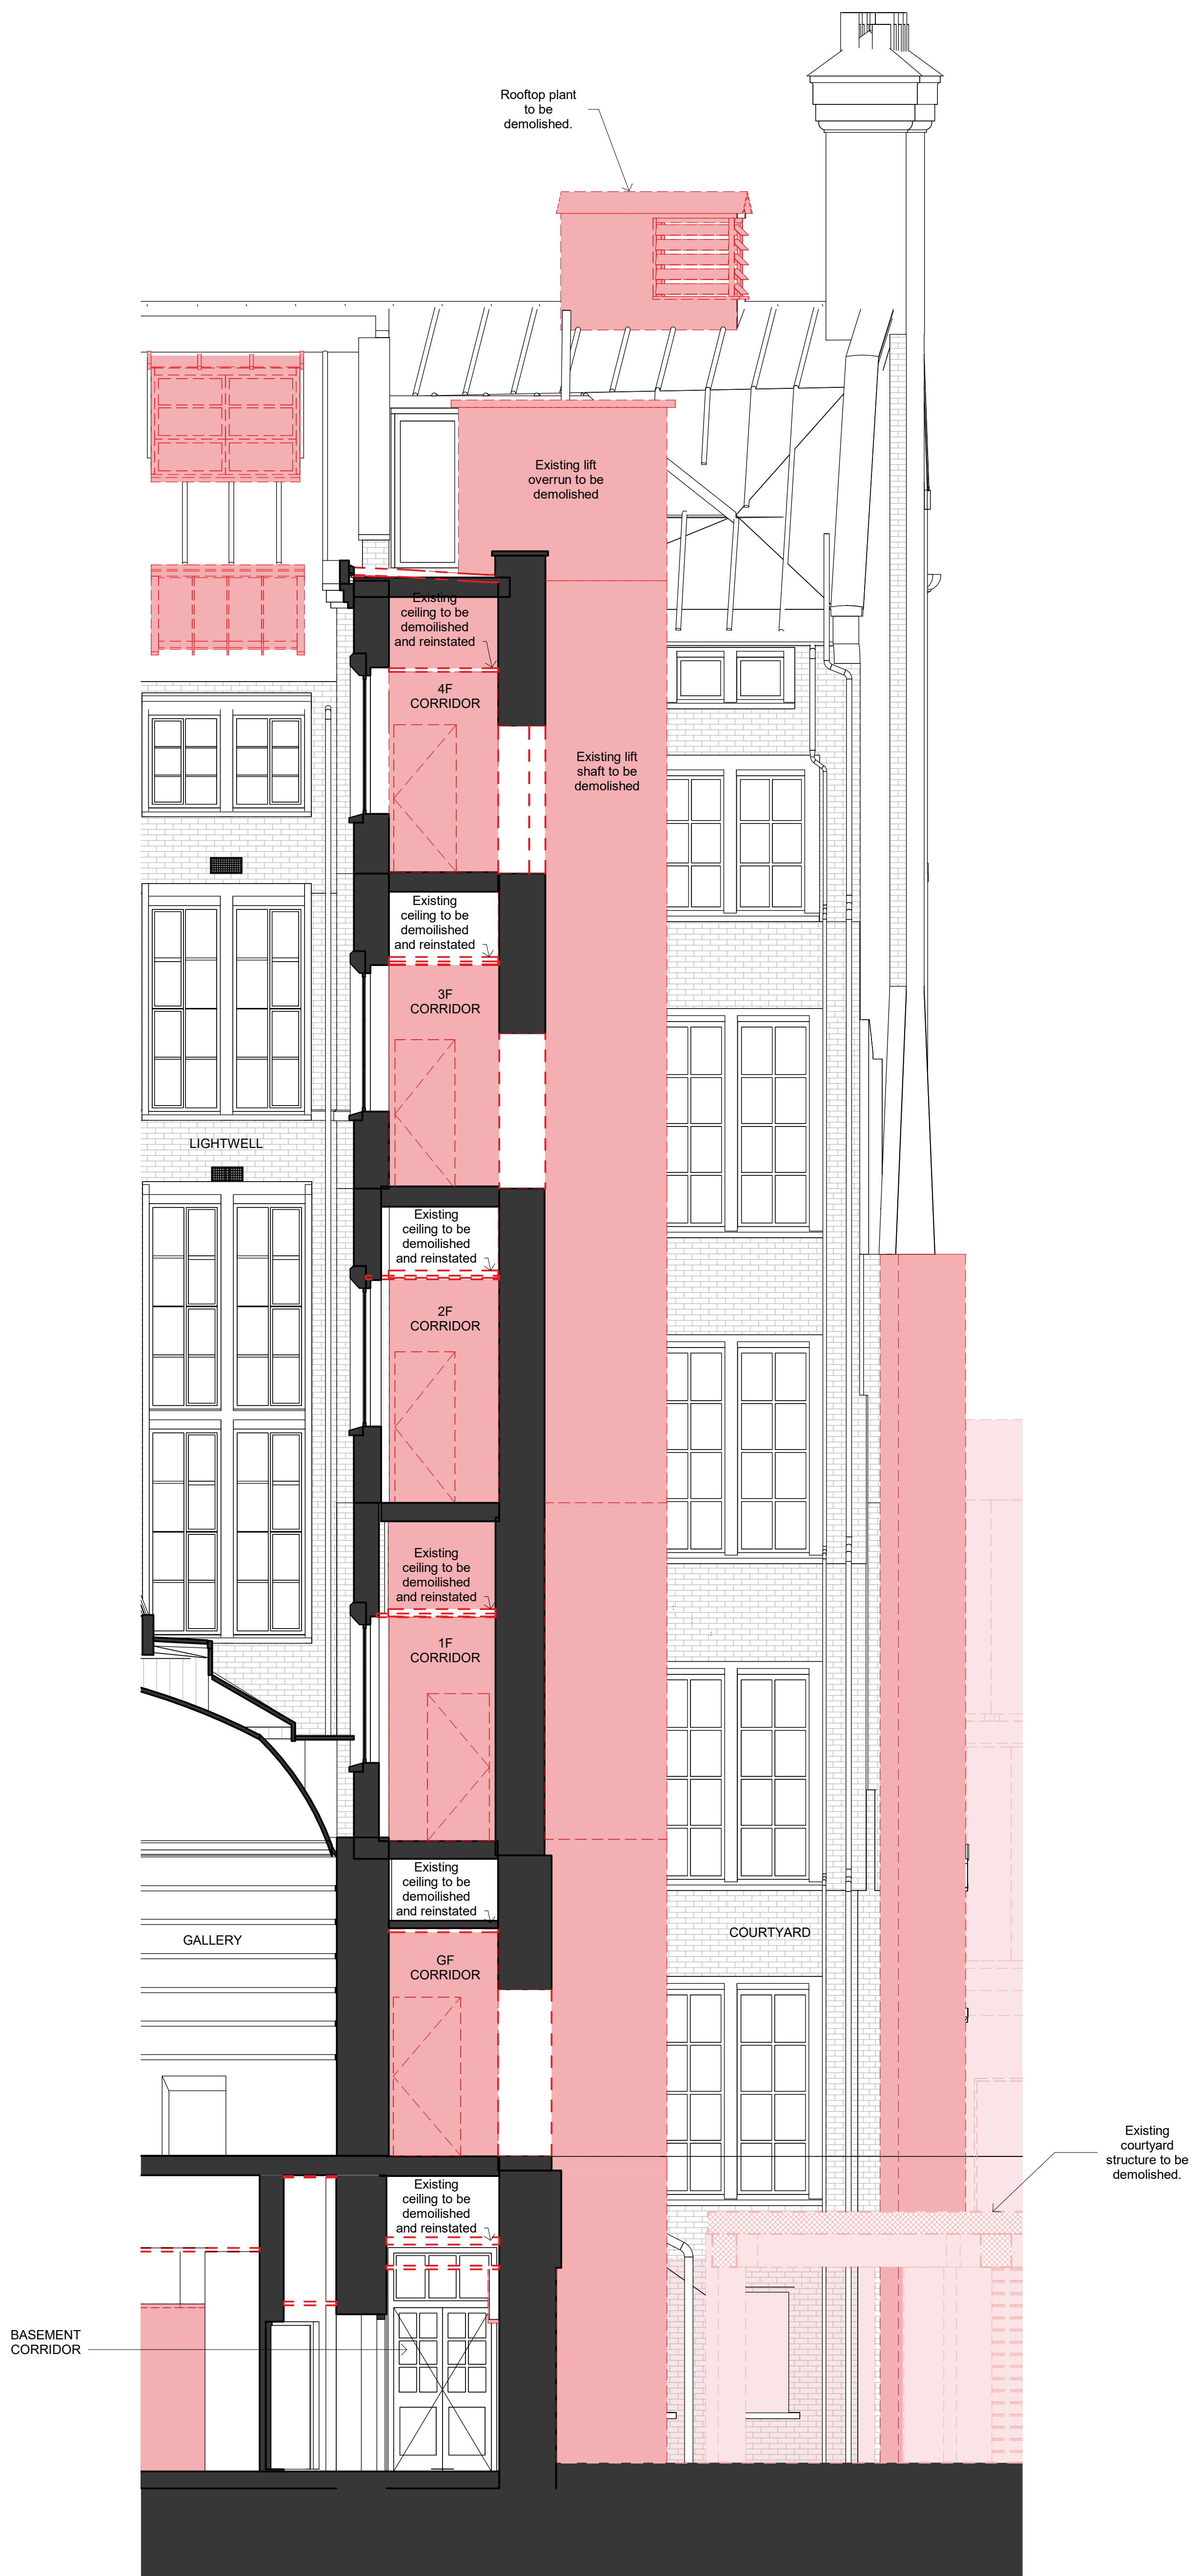 Rooftop plant
to be
demolished.
Existing lift
overrun to be
demolished
Existing
ceiling to be
demoilished
and reinstated
4F
CORRIDOR
Existing lift
shaft to be
demolished
Existing
ceiling to be
demoilished
and reinstated
3F
CORRIDOR
LIGHTWELL
Existing
ceiling to be
demoilished
and reinstated
2F
CORRIDOR
Existing
ceiling to be
demoilished
and reinstated
1F
CORRIDOR
Existing
ceiling to be
demoilished
and reinstated
GALLERY
COURTYARD
GF
CORRIDOR
Existing
courtyard
structure to be
demolished.
Existing
ceiling to be
demoilished
and reinstated
BASEMENT
CORRIDOR